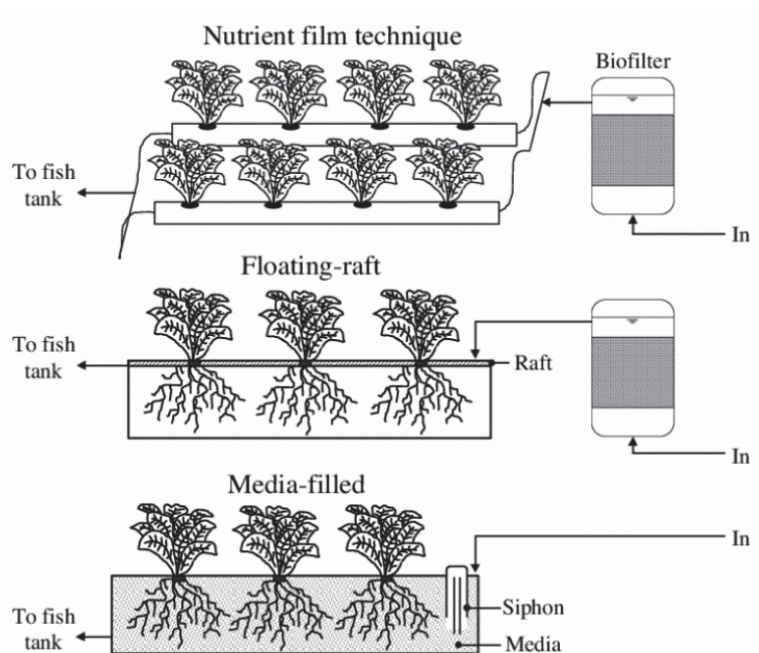 Nutrient film technique
Biofilter
To fish
tank
In
Floating-raft
To fish
tank
Raft
In
Media-filled
In
Siphon
To fish
tank
Media